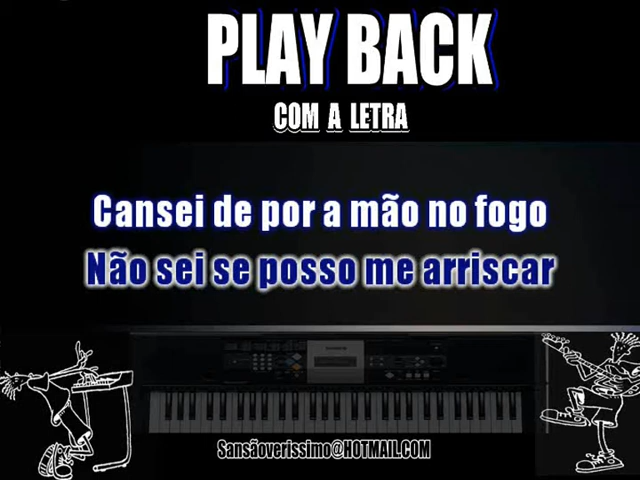 PLAY BACK
COM A LETRA
Cansei de por a mão no fogo
Não sei se posso me arriscar
Sansãoverissimo@HOTMAIL.COM